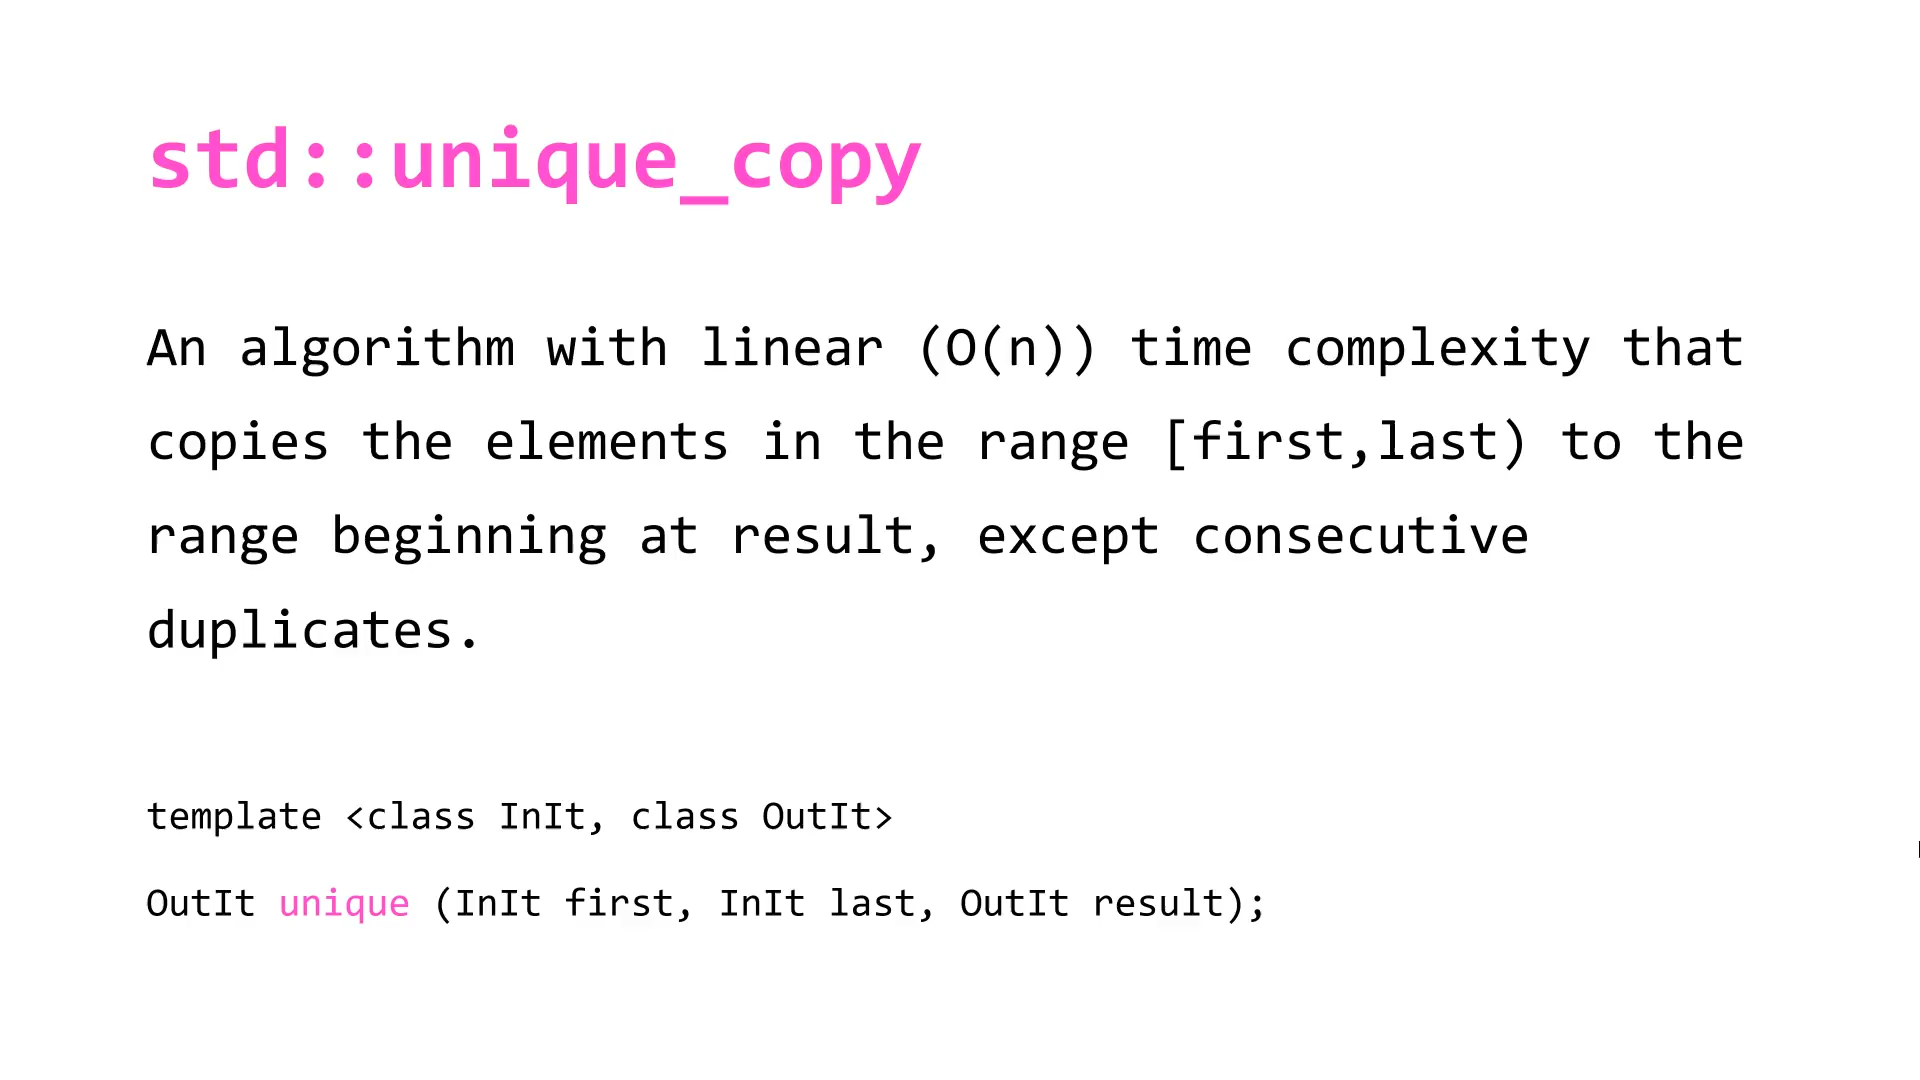 std::unique_copy
An algorithm with linear (O(n)) time complexity that
copies the elements in the range [first,last) to the
range beginning at result, except consecutive
duplicates.
template <class InIt, class OutIt>
OutIt unique (InIt first, InIt last, OutIt result);